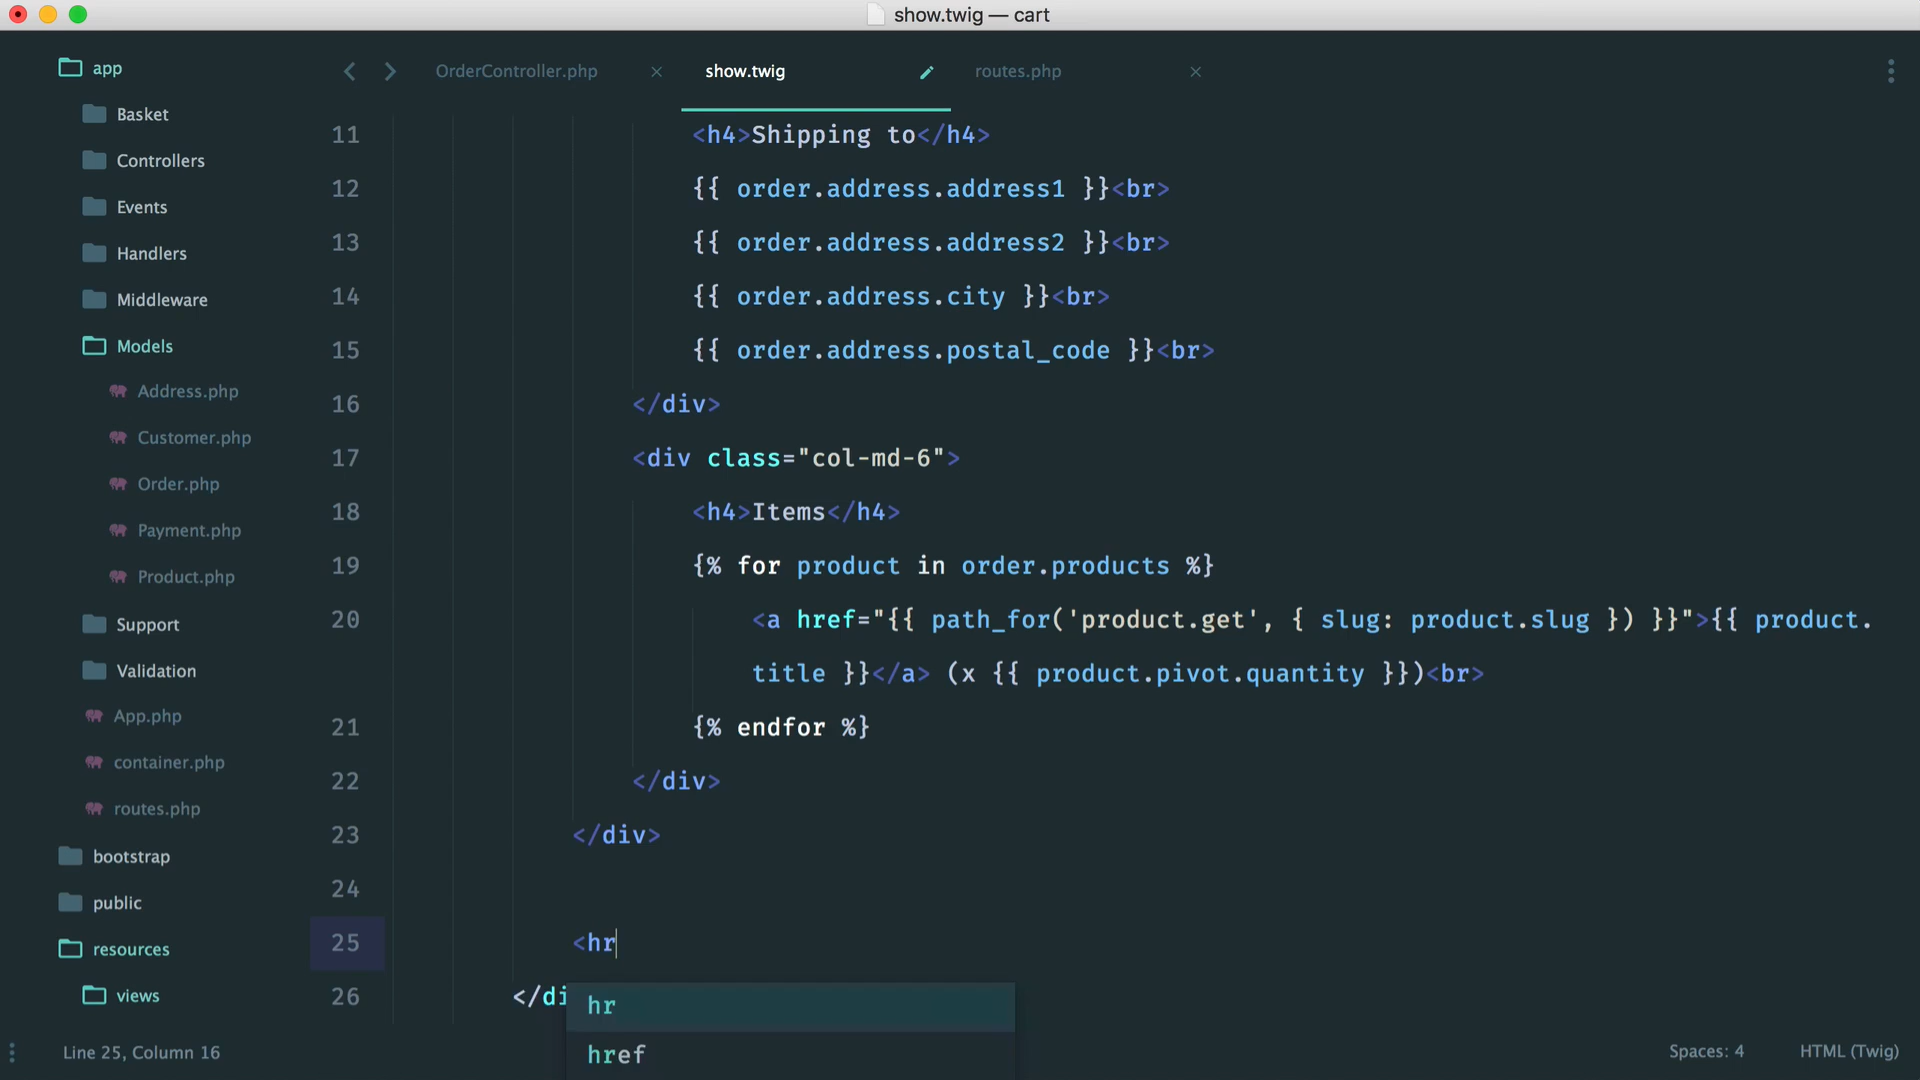 show.twig — cart
app
Basket
Controllers
Events
Handlers
Middleware
Models
Address.php
Customer.php
Order.php
Payment.php
Product.php
Support
Validation
App.php
container.php
routes.php
bootstrap
public
resources
views
OrderController.php × show.twig routes.php ×
11 <h4>Shipping to</h4>
12 {{ order.address.address1 }}<br>
13 {{ order.address.address2 }}<br>
14 {{ order.address.city }}<br>
15 {{ order.address.postal_code }}<br>
16 </div>
17 <div class="col-md-6">
18 <h4>Items</h4>
19 {% for product in order.products %}
20 <a href="{{ path_for('product.get', { slug: product.slug }) }}">{{ product.
title }}</a> (x {{ product.pivot.quantity }})<br>
21 {% endfor %}
22 </div>
23 </div>
24
25 <hr
26 </di
hr
href
Line 25, Column 16
Spaces: 4 HTML (Twig)